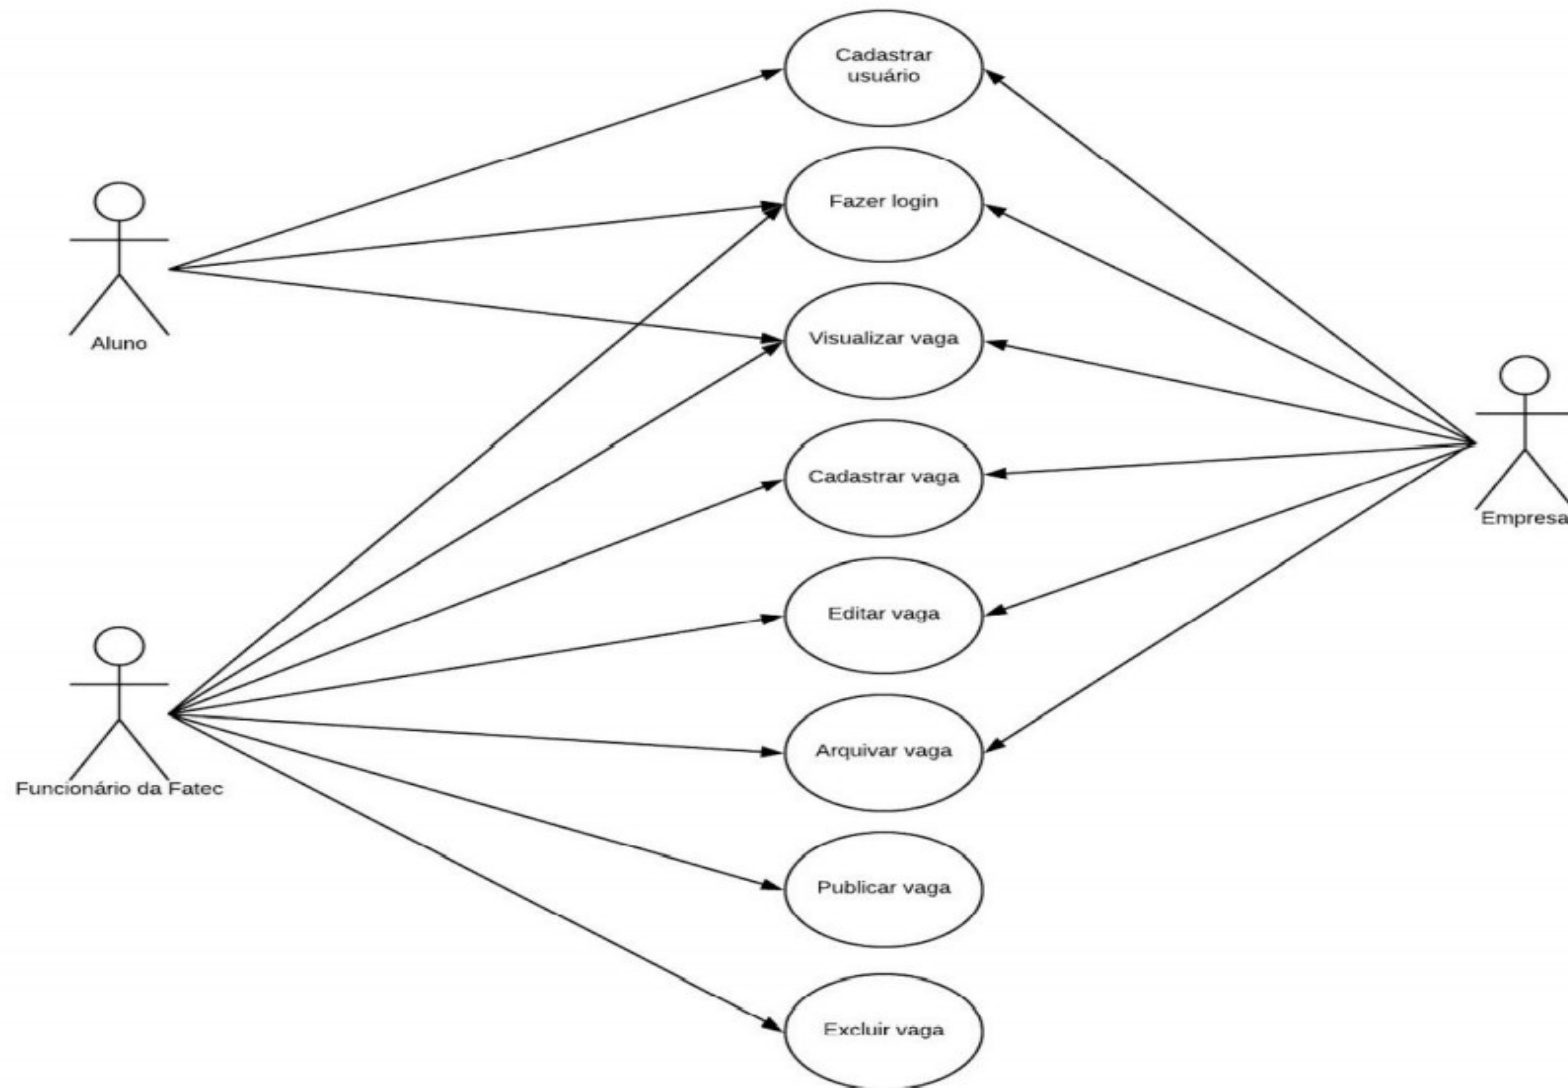 Cadastrar
usuário
Fazer login
Aluno
Visualizar vaga
Cadastrar vaga
Empresa
Editar vaga
Funcionário da Fatec
Arquivar vaga
Publicar vaga
Excluir vaga